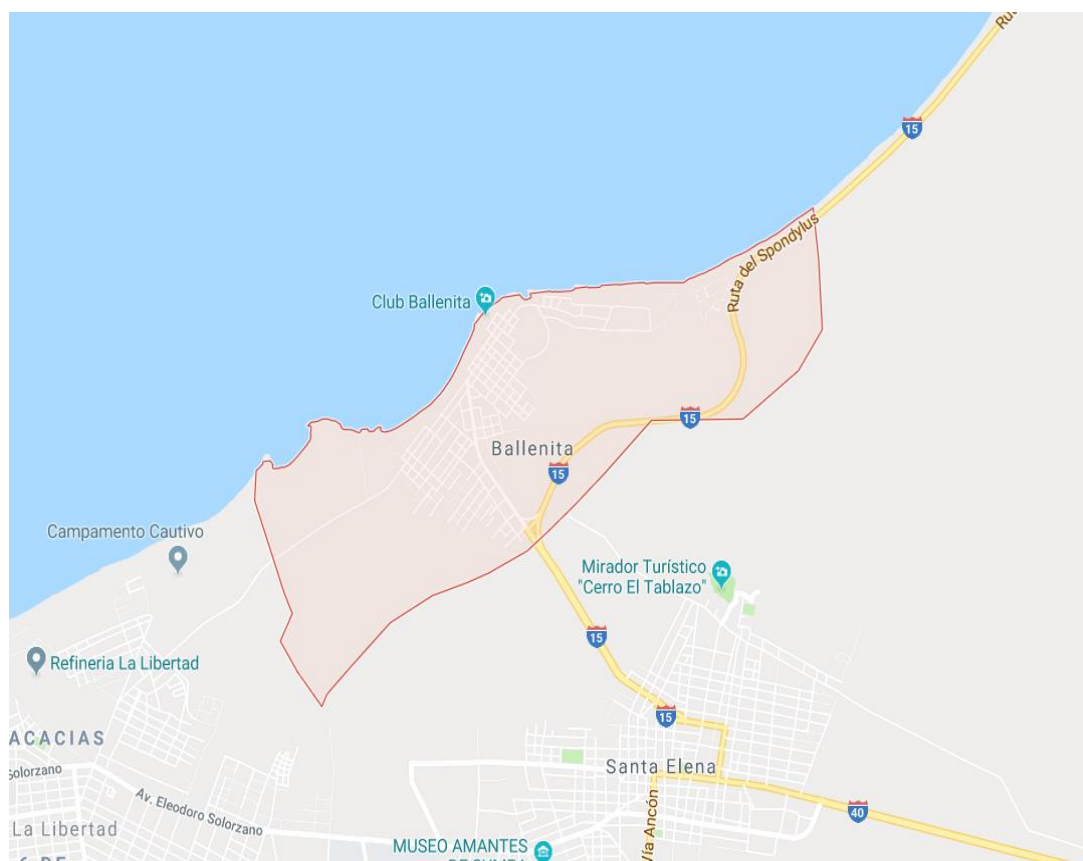 Ru
15
Ruta del Spondylus
Club Ballenita
15
Ballenita
15
Campamento Cautivo
Mirador Turístico
"Cerro El Tablazo"
15
Refineria La Libertad
15
ACACIAS
Solorzano
Santa Elena
Av. Eleodoro Solorzano
40
La Libertad
Vía Ancón
MUSEO AMANTES